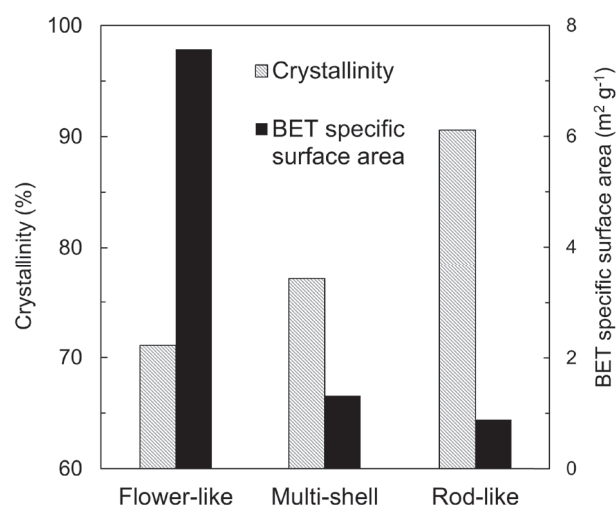 100
90
80
70
60
Crystallinity (%)
Crystallinity
BET specific
surface area
8
6
4
2
0
BET specific surface area (m² g⁻¹)
Flower-like
Multi-shell
Rod-like